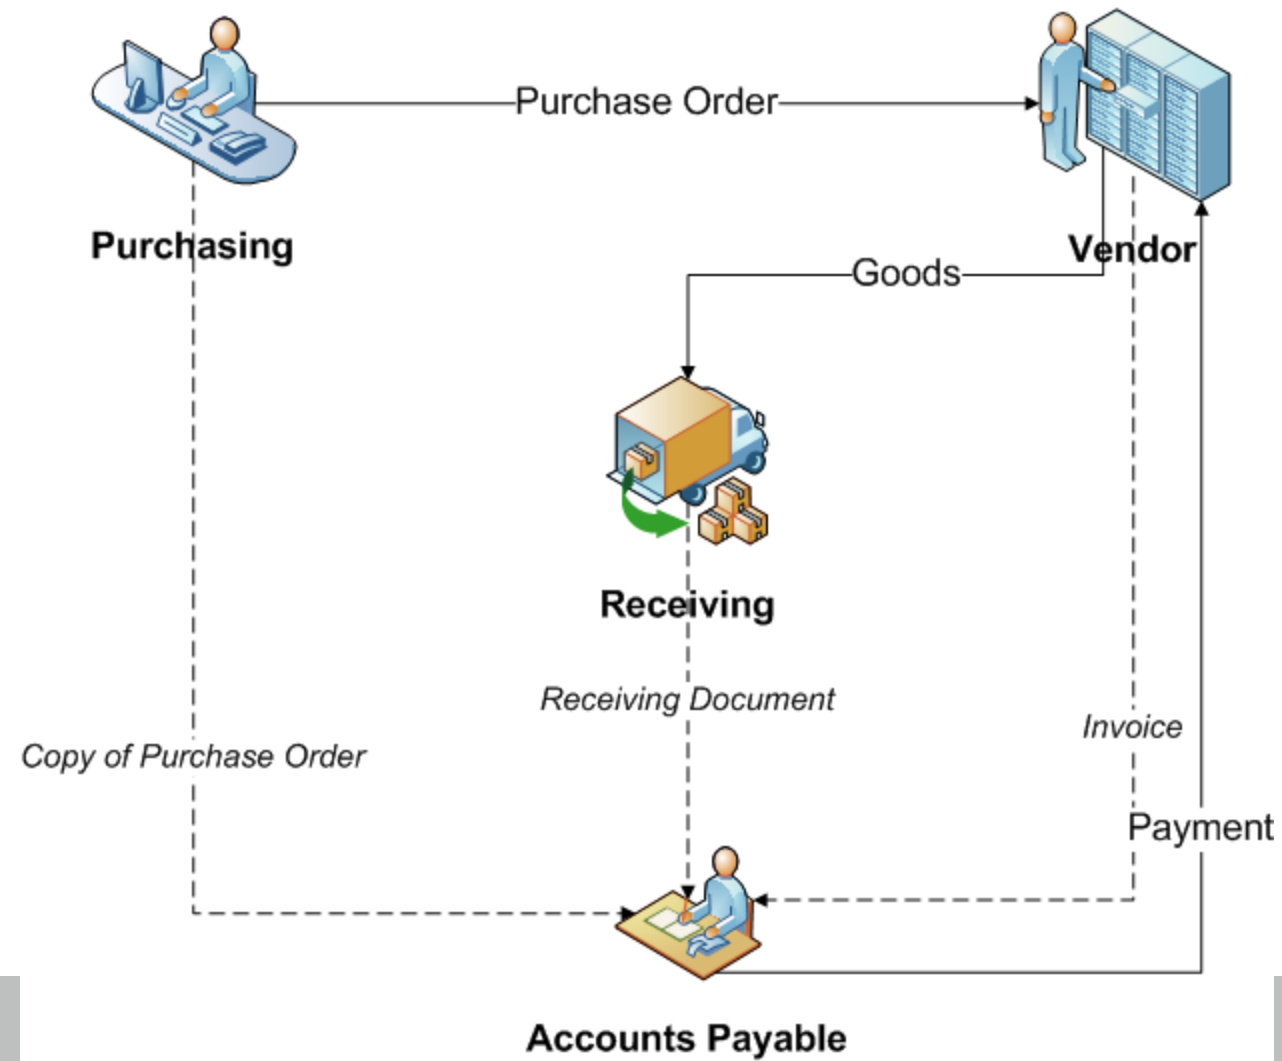 Purchase Order
Purchasing
Vendor
Goods
Receiving
Receiving Document
Invoice
Copy of Purchase Order
Payment
Accounts Payable